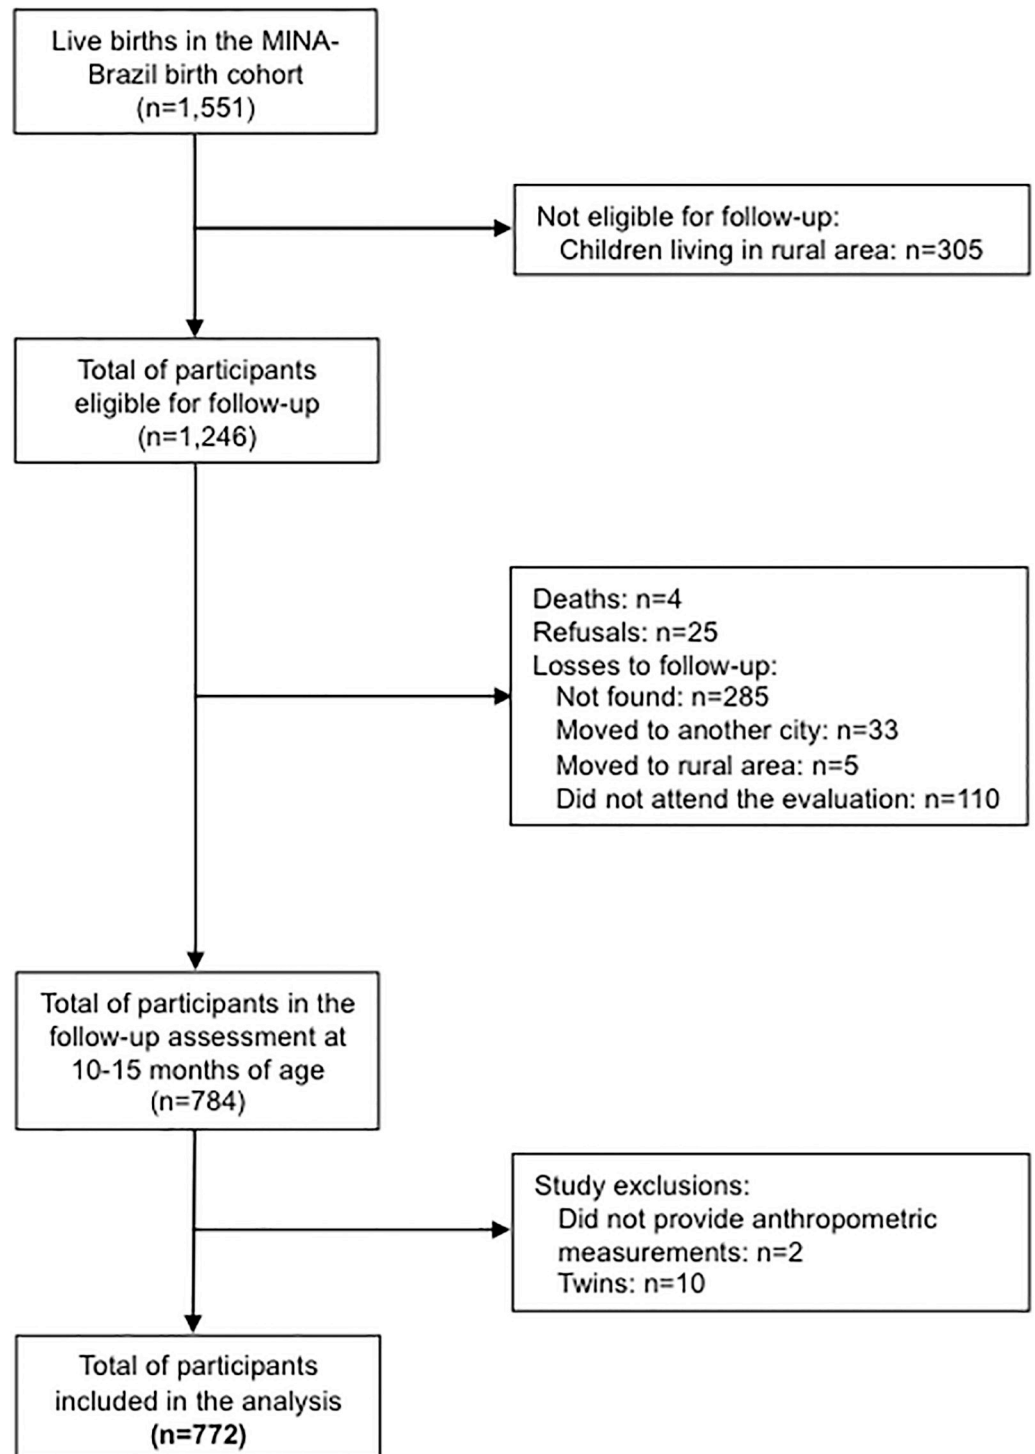 Live births in the MINA-
Brazil birth cohort
(n=1,551)
Not eligible for follow-up:
Children living in rural area: n=305
Total of participants
eligible for follow-up
(n=1,246)
Deaths: n=4
Refusals: n=25
Losses to follow-up:
Not found: n=285
Moved to another city: n=33
Moved to rural area: n=5
Did not attend the evaluation: n=110
Total of participants in the
follow-up assessment at
10-15 months of age
(n=784)
Study exclusions:
Did not provide anthropometric
measurements: n=2
Twins: n=10
Total of participants
included in the analysis
(n=772)